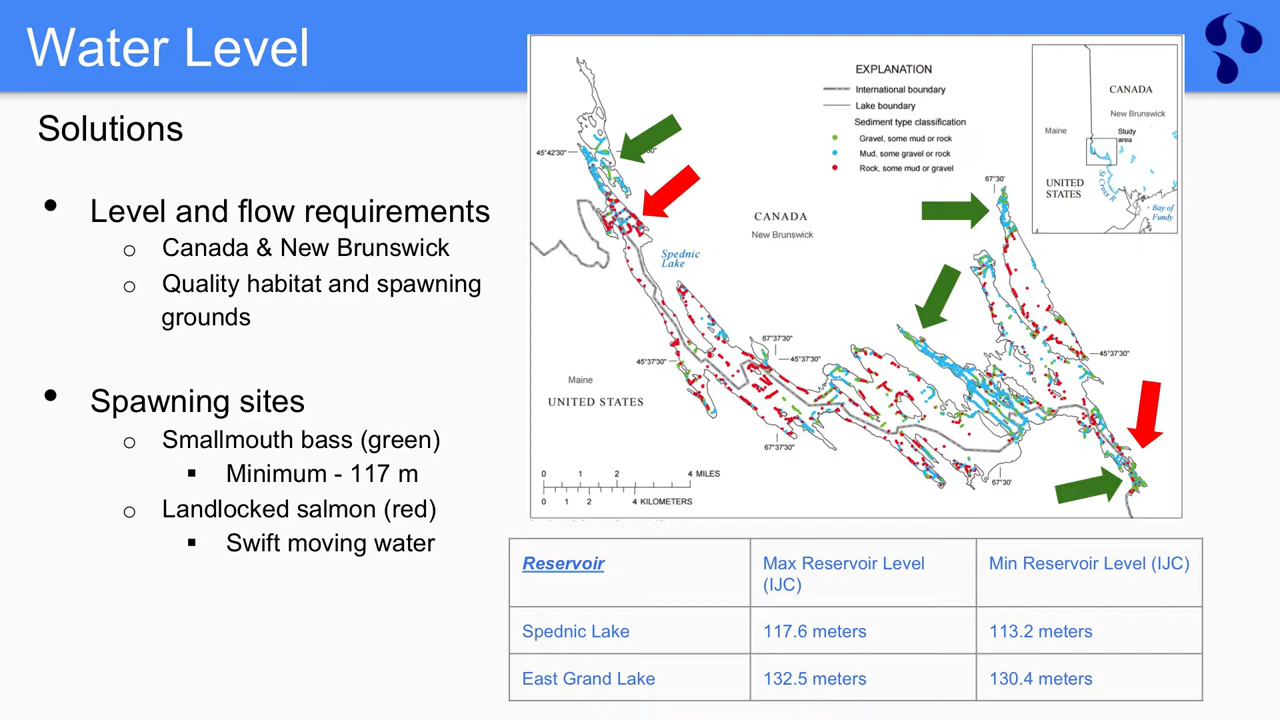 Water Level
Solutions
• Level and flow requirements
o Canada & New Brunswick
o Quality habitat and spawning
grounds
• Spawning sites
o Smallmouth bass (green)
▪ Minimum - 117 m
o Landlocked salmon (red)
▪ Swift moving water
EXPLANATION
International boundary
Lake boundary
Sediment type classification
Gravel, some mud or rock
Mud, some gravel or rock
Rock, some mud or gravel
CANADA
New Brunswick
Maine
Study
area
UNITED
STATES
St Croix R
Bay of
Fundy
45°42'30"
67°30'
CANADA
New Brunswick
Spednic
Lake
67°37'30"
45°37'30"
45°37'30"
45°37'30"
Maine
UNITED STATES
67°37'30"
67°30'
0 1 2 4 MILES
0 1 2 4 KILOMETERS
Reservoir
Max Reservoir Level
(IJC)
Min Reservoir Level (IJC)
Spednic Lake
117.6 meters
113.2 meters
East Grand Lake
132.5 meters
130.4 meters